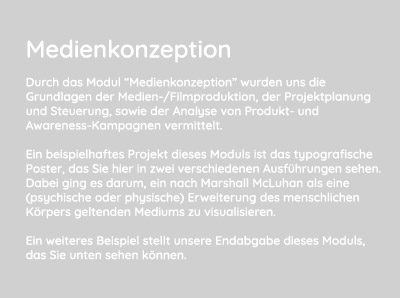 Medienkonzeption
Durch das Modul "Medienkonzeption" wurden uns die
Grundlagen der Medien-/Filmproduktion, der Projektplanung
und Steuerung, sowie der Analyse von Produkt- und
Awareness-Kampagnen vermittelt.
Ein beispielhaftes Projekt dieses Moduls ist das typografische
Poster, das Sie hier in zwei verschiedenen Ausführungen sehen.
Dabei ging es darum, ein nach Marshall McLuhan als eine
(psychische oder physische) Erweiterung des menschlichen
Körpers geltenden Mediums zu visualisieren.
Ein weiteres Beispiel stellt unsere Endabgabe dieses Moduls,
das Sie unten sehen können.